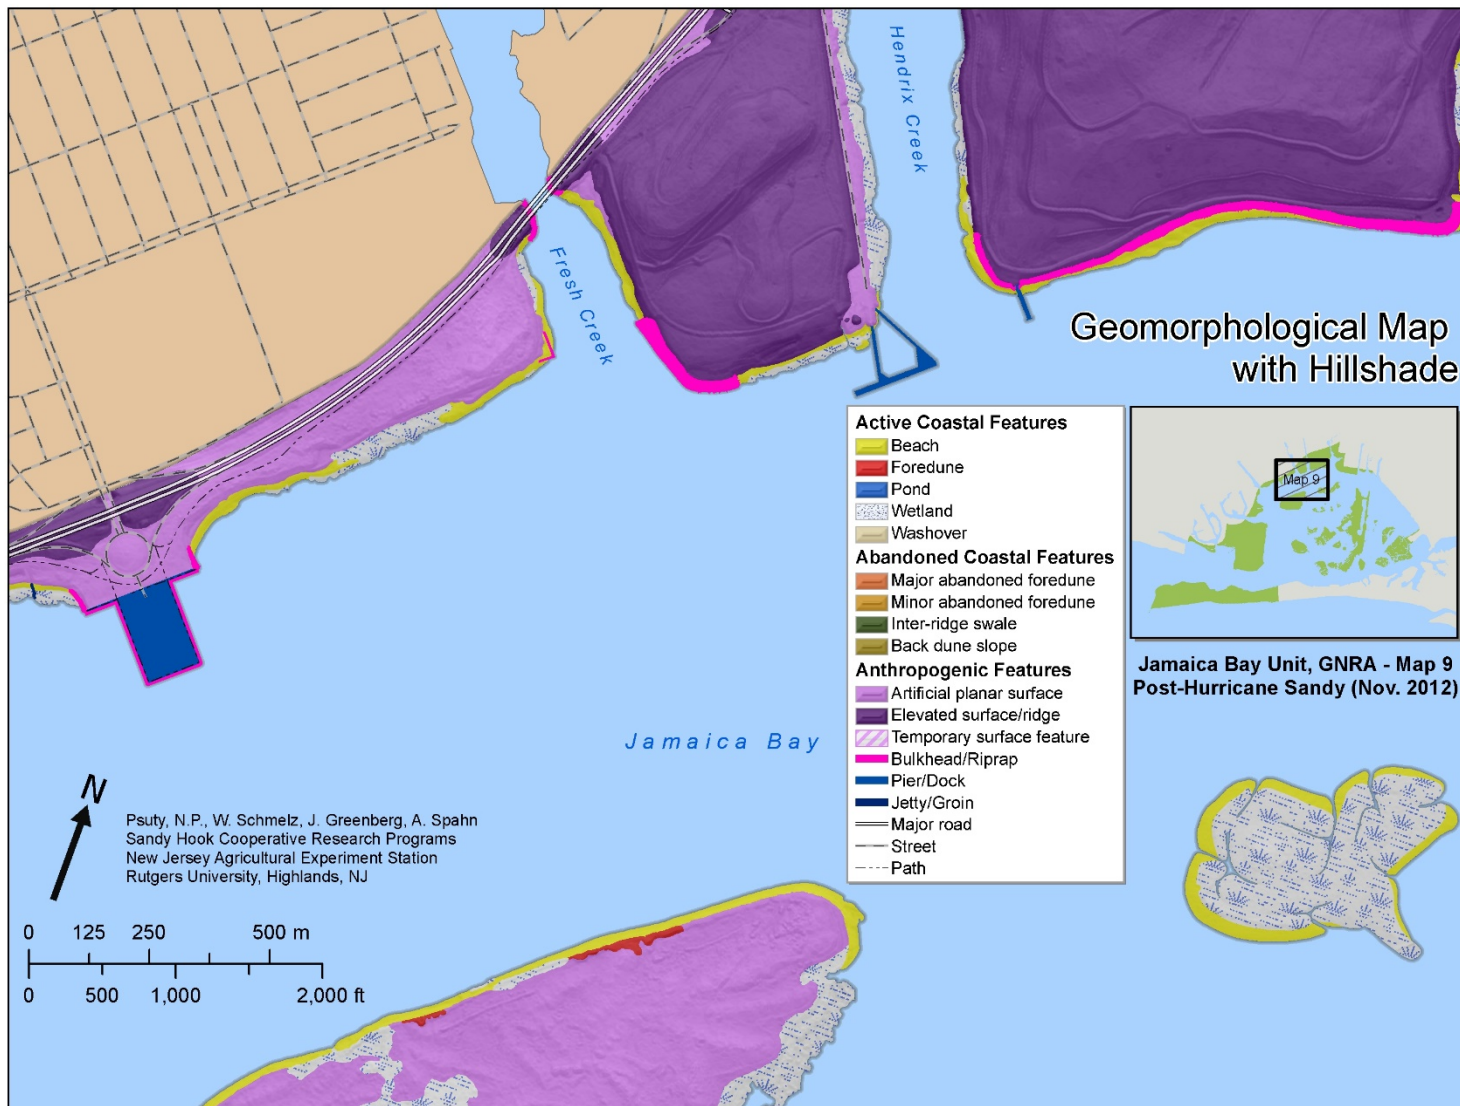 Hendrix Creek
Fresh Creek
Geomorphological Map
with Hillshade
Active Coastal Features
Beach
Foredune
Pond
Wetland
Washover
Abandoned Coastal Features
Major abandoned foredune
Minor abandoned foredune
Inter-ridge swale
Back dune slope
Anthropogenic Features
Artificial planar surface
Elevated surface/ridge
Temporary surface feature
Bulkhead/Riprap
Pier/Dock
Jetty/Groin
Major road
Street
Path
Map 9
Jamaica Bay Unit, GNRA - Map 9
Post-Hurricane Sandy (Nov. 2012)
Jamaica Bay
N
Psuty, N.P., W. Schmelz, J. Greenberg, A. Spahn
Sandy Hook Cooperative Research Programs
New Jersey Agricultural Experiment Station
Rutgers University, Highlands, NJ
0 125 250 500 m
0 500 1,000 2,000 ft